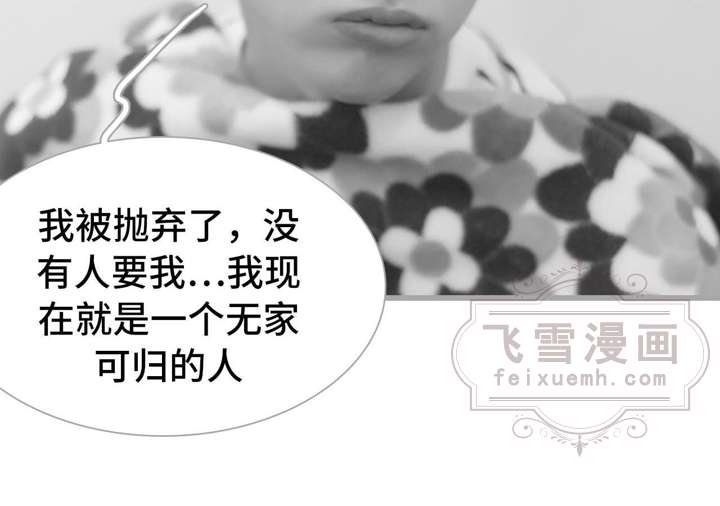 我被抛弃了，没
有人要我…我现
在就是一个无家
可归的人
飞雪漫画
feixuemh.com